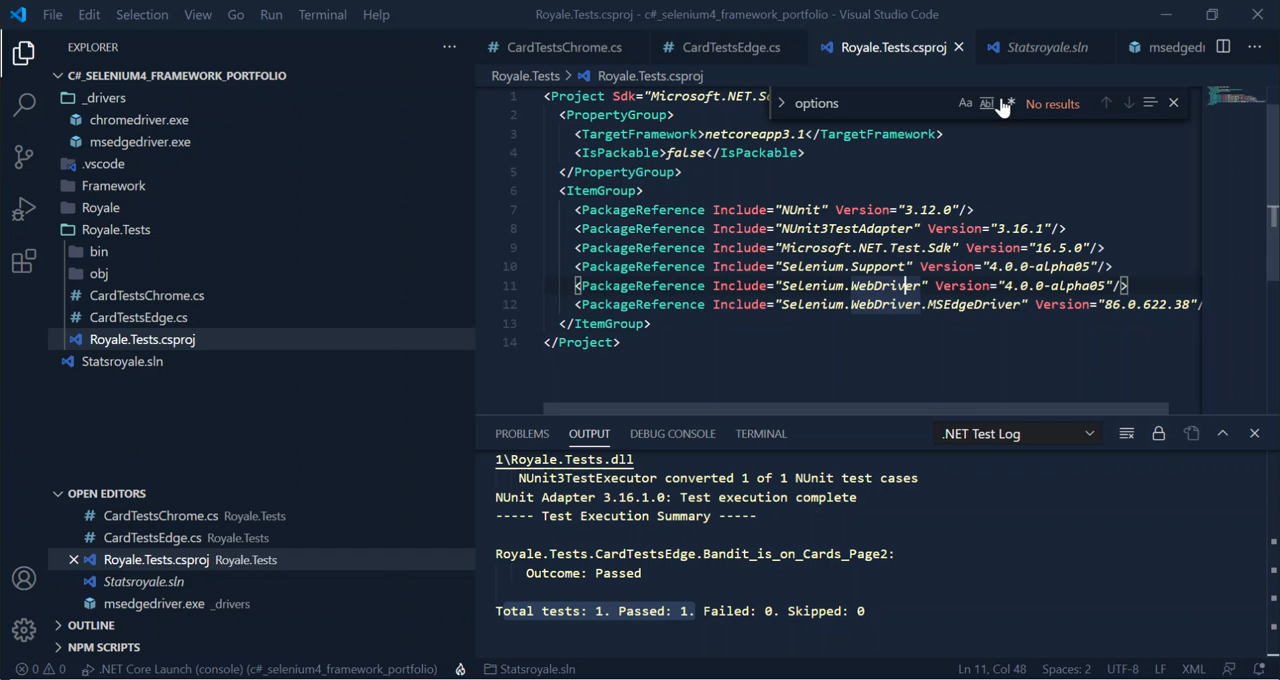 File Edit Selection View Go Run Terminal Help Royale.Tests.csproj - c#_selenium4_framework_portfolio - Visual Studio Code
EXPLORER
C#_SELENIUM4_FRAMEWORK_PORTFOLIO
_drivers
chromedriver.exe
msedgedriver.exe
.vscode
Framework
Royale
Royale.Tests
bin
obj
# CardTestsChrome.cs
# CardTestsEdge.cs
Royale.Tests.csproj
Statsroyale.sln
OPEN EDITORS
# CardTestsChrome.cs Royale.Tests
# CardTestsEdge.cs Royale.Tests
Royale.Tests.csproj Royale.Tests
Statsroyale.sln
msedgedriver.exe _drivers
OUTLINE
NPM SCRIPTS
# CardTestsChrome.cs # CardTestsEdge.cs Royale.Tests.csproj Statsroyale.sln msedgedri
Royale.Tests > Royale.Tests.csproj
options Aa Abl .* No results
1 <Project Sdk="Microsoft.NET.S
2 <PropertyGroup>
3 <TargetFramework>netcoreapp3.1</TargetFramework>
4 <IsPackable>false</IsPackable>
5 </PropertyGroup>
6 <ItemGroup>
7 <PackageReference Include="NUnit" Version="3.12.0"/>
8 <PackageReference Include="NUnit3TestAdapter" Version="3.16.1"/>
9 <PackageReference Include="Microsoft.NET.Test.Sdk" Version="16.5.0"/>
10 <PackageReference Include="Selenium.Support" Version="4.0.0-alpha05"/>
11 <PackageReference Include="Selenium.WebDriver" Version="4.0.0-alpha05"/>
12 <PackageReference Include="Selenium.WebDriver.MSEdgeDriver" Version="86.0.622.38"/
13 </ItemGroup>
14 </Project>
PROBLEMS OUTPUT DEBUG CONSOLE TERMINAL .NET Test Log
1\Royale.Tests.dll
NUnit3TestExecutor converted 1 of 1 NUnit test cases
NUnit Adapter 3.16.1.0: Test execution complete
----- Test Execution Summary -----
Royale.Tests.CardTestsEdge.Bandit_is_on_Cards_Page2:
Outcome: Passed
Total tests: 1. Passed: 1. Failed: 0. Skipped: 0
0 0 .NET Core Launch (console) (c#_selenium4_framework_portfolio) Statsroyale.sln Ln 11, Col 48 Spaces: 2 UTF-8 LF XML